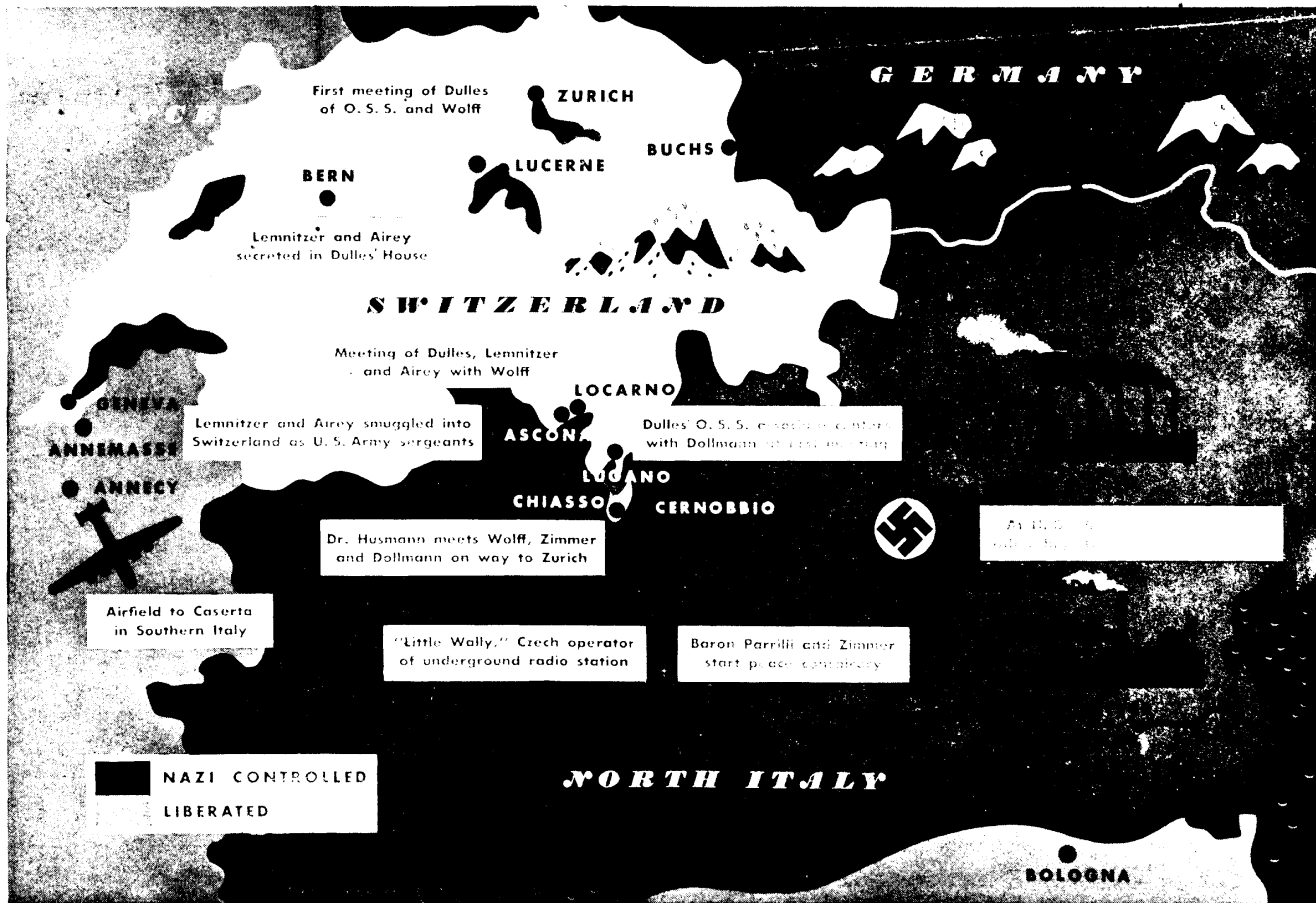 GERMANY
First meeting of Dulles
of O. S. S. and Wolff
ZURICH
BUCHS
LUCERNE
BERN
Lemnitzer and Airey
secreted in Dulles' House
SWITZERLAND
Meeting of Dulles, Lemnitzer
and Airey with Wolff
LOCARNO
GENEVA
Lemnitzer and Airey smuggled into
Switzerland as U. S. Army sergeants
ASCONA
Dulles' O. S. S.
with Dollmann at
ANNEMASSE
LUGANO
ANNECY
CHIASSO
CERNOBBIO
Dr. Husmann meets Wolff, Zimmer
and Dollmann on way to Zurich
Airfield to Caserta
in Southern Italy
"Little Wally," Czech operator
of underground radio station
Baron Parrilli and Zimmer
start peace
NAZI CONTROLLED
LIBERATED
NORTH ITALY
BOLOGNA